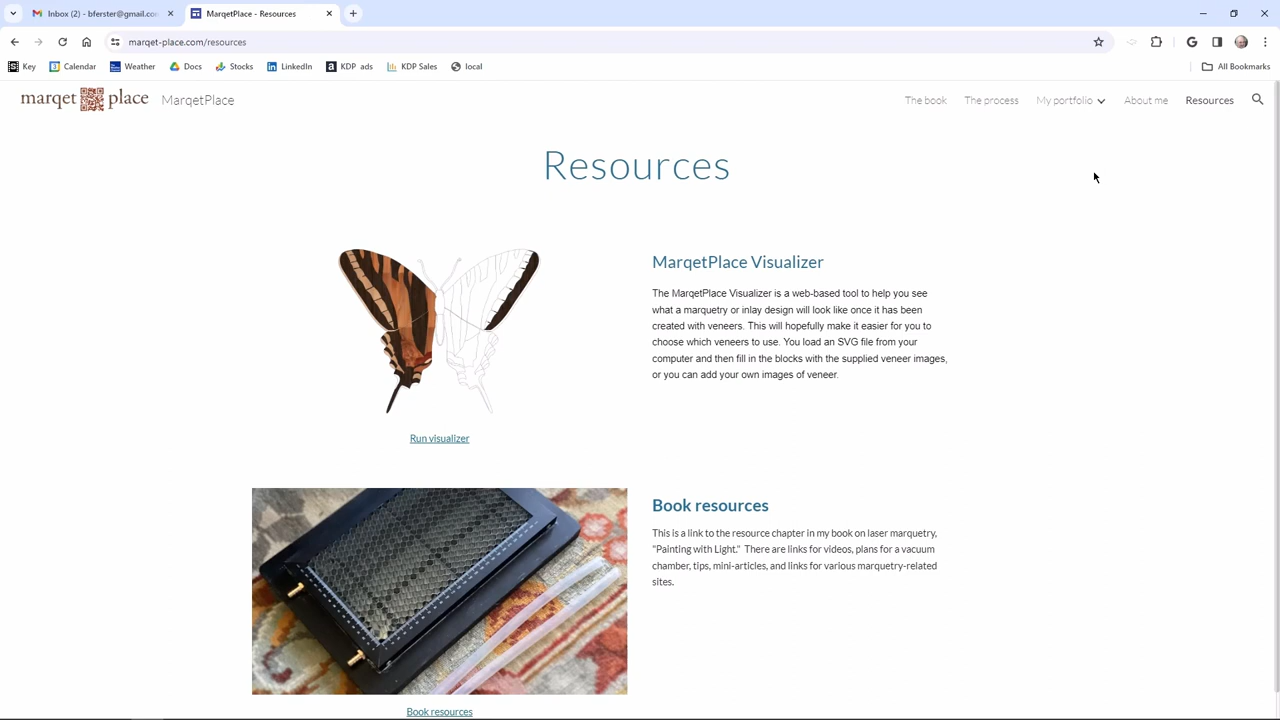 Inbox (2) - bferster@gmail.co
MarqetPlace - Resources
marqet-place.com/resources
Key
Calendar
Weather
Docs
Stocks
LinkedIn
KDP ads
KDP Sales
local
All Bookmarks
marqet place
MarqetPlace
The book
The process
My portfolio
About me
Resources
Resources
MarqetPlace Visualizer
The MarqetPlace Visualizer is a web-based tool to help you see
what a marquetry or inlay design will look like once it has been
created with veneers. This will hopefully make it easier for you to
choose which veneers to use. You load an SVG file from your
computer and then fill in the blocks with the supplied veneer images,
or you can add your own images of veneer.
Run visualizer
Book resources
This is a link to the resource chapter in my book on laser marquetry,
"Painting with Light." There are links for videos, plans for a vacuum
chamber, tips, mini-articles, and links for various marquetry-related
sites.
Book resources